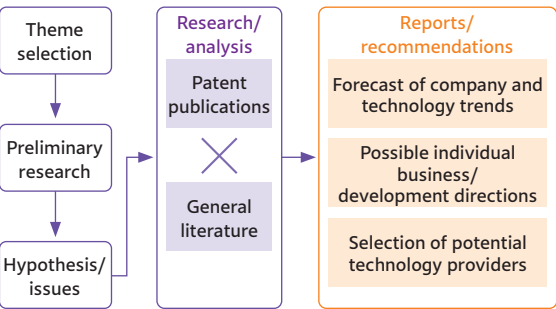 Theme
selection
Preliminary
research
Hypothesis/
issues
Research/
analysis
Patent
publications
General
literature
Reports/
recommendations
Forecast of company and
technology trends
Possible individual
business/
development directions
Selection of potential
technology providers